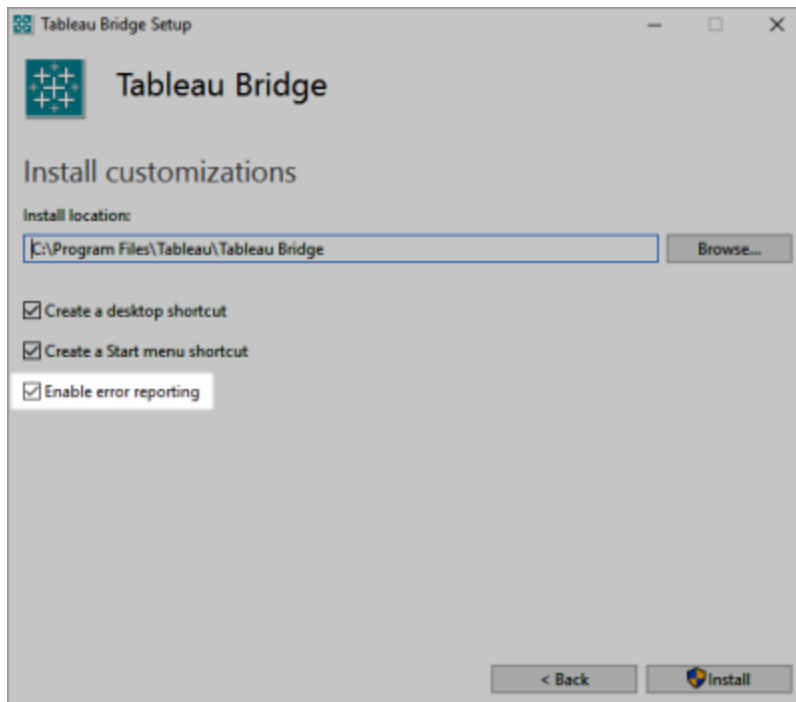 Tableau Bridge Setup
Tableau Bridge
Install customizations
Install location:
C:\Program Files\Tableau\Tableau Bridge
Browse...
Create a desktop shortcut
Create a Start menu shortcut
Enable error reporting
< Back
Install